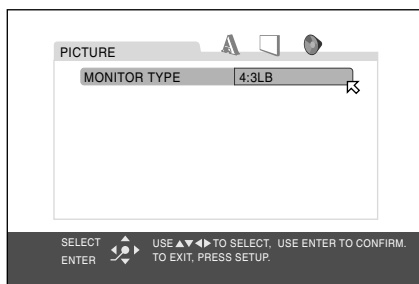 PICTURE
MONITOR TYPE 4:3LB
SELECT USE ▲▼◀▶ TO SELECT, USE ENTER TO CONFIRM.
ENTER TO EXIT, PRESS SETUP.